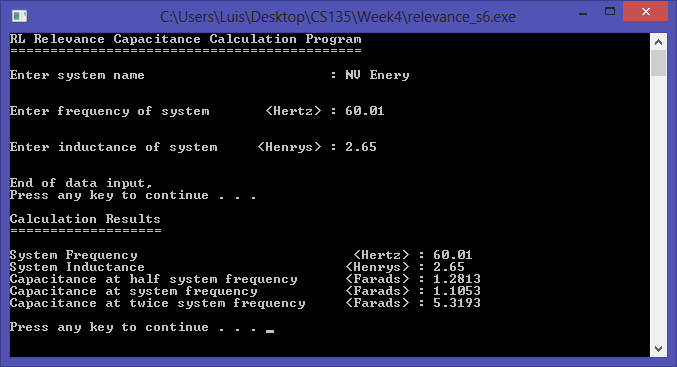 C:\Users\Luis\Desktop\CS135\Week4\relevance_s6.exe
RL Relevance Capacitance Calculation Program
============================================
Enter system name : NV Enery
Enter frequency of system <Hertz> : 60.01
Enter inductance of system <Henrys> : 2.65
End of data input,
Press any key to continue . . .
Calculation Results
===================
System Frequency <Hertz> : 60.01
System Inductance <Henrys> : 2.65
Capacitance at half system frequency <Farads> : 1.2813
Capacitance at system frequency <Farads> : 1.1053
Capacitance at twice system frequency <Farads> : 5.3193
Press any key to continue . . . _